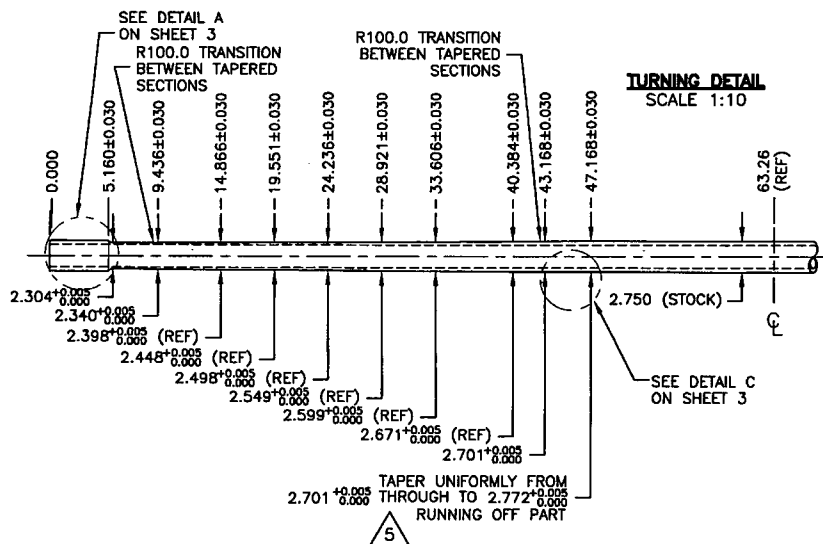 SEE DETAIL A
ON SHEET 3
R100.0 TRANSITION
BETWEEN TAPERED
SECTIONS
R100.0 TRANSITION
BETWEEN TAPERED
SECTIONS
TURNING DETAIL
SCALE 1:10
0.000
5.160±0.030
9.436±0.030
14.866±0.030
19.551±0.030
24.236±0.030
28.921±0.030
33.606±0.030
40.384±0.030
43.168±0.030
47.168±0.030
63.26
(REF)
2.304+0.005 0.000
2.340+0.005 0.000
2.398+0.005 0.000 (REF)
2.448+0.005 0.000 (REF)
2.498+0.005 0.000 (REF)
2.549+0.005 0.000 (REF)
2.599+0.005 0.000 (REF)
2.671+0.005 0.000 (REF)
2.701+0.005 0.000
2.750 (STOCK)
℄
SEE DETAIL C
ON SHEET 3
TAPER UNIFORMLY FROM
2.701 +0.005 0.000 THROUGH TO 2.772+0.005 0.000
RUNNING OFF PART
5